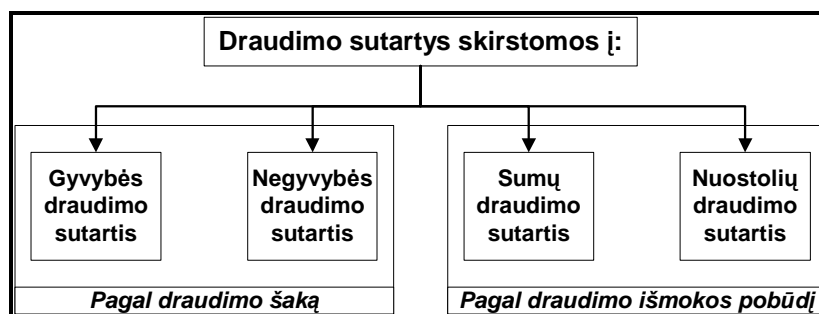 Draudimo sutartys skirstomos į:
Gyvybės
draudimo
sutartis
Negyvybės
draudimo
sutartis
Sumų
draudimo
sutartis
Nuostolių
draudimo
sutartis
Pagal draudimo šaką
Pagal draudimo išmokos pobūdį